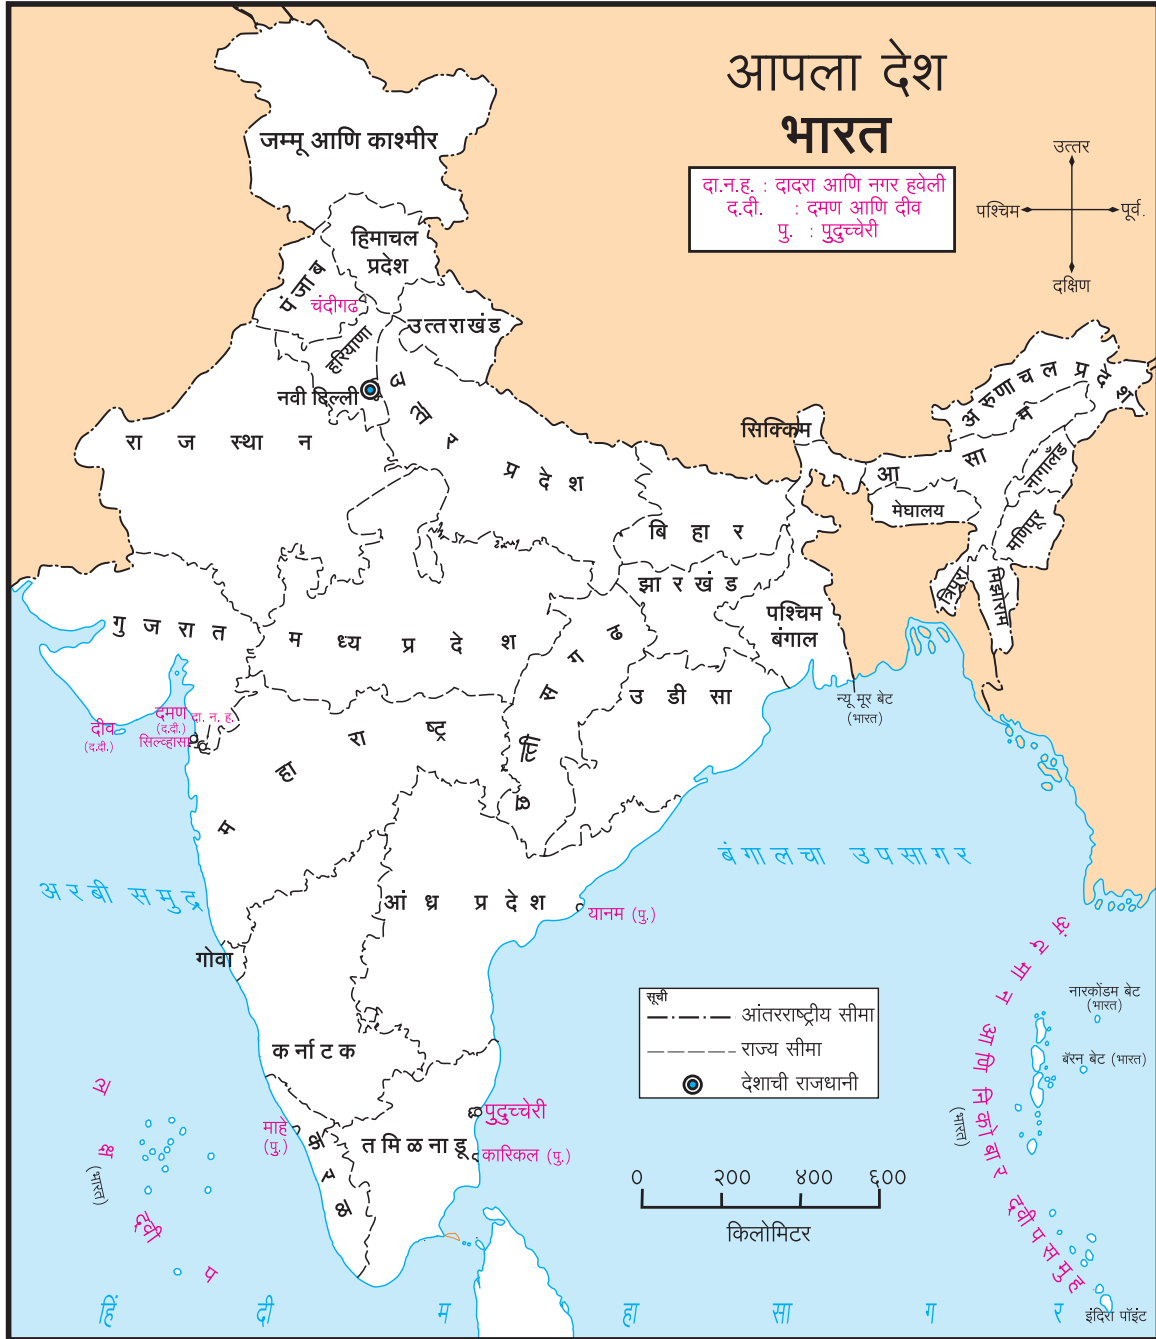 आपला देश
भारत
दा.न.ह. : दादरा आणि नगर हवेली
द.दी. : दमण आणि दीव
पु. : पुदुच्चेरी
उत्तर
पश्चिम
पूर्व.
दक्षिण
जम्मू आणि काश्मीर
हिमाचल
प्रदेश
पंजाब
चंदीगढ
उत्तराखंड
हरियाणा
नवी दिल्ली
उत्तर प्रदेश
राजस्थान
अरुणाचल प्रदेश
सिक्किम
आसाम
नागालँड
मेघालय
मणिपूर
बिहार
त्रिपुरा
मिझोराम
झारखंड
पश्चिम
बंगाल
गुजरात
मध्य प्रदेश
छत्तिसगढ
उडीसा
न्यू मूर बेट
(भारत)
दीव
(द.दी.)
दमण
(द.दी.)
दा. न. ह.
सिल्व्हासा
महाराष्ट्र
बंगालचा उपसागर
अरबी समुद्र
आंध्र प्रदेश
यानम (पु.)
गोवा
अंदमान आणि निकोबार द्वीपसमुह
(भारत)
नारकोंडम बेट
(भारत)
बॅरन बेट (भारत)
सूची
आंतरराष्ट्रीय सीमा
राज्य सीमा
देशाची राजधानी
कर्नाटक
लक्षद्वीप
(भारत)
माहे
(पु.)
केरळ
तमिळनाडू
पुदुच्चेरी
कारिकल (पु.)
० २०० ४०० ६००
किलोमिटर
हिंदी महासागर
इंदिरा पॉइंट